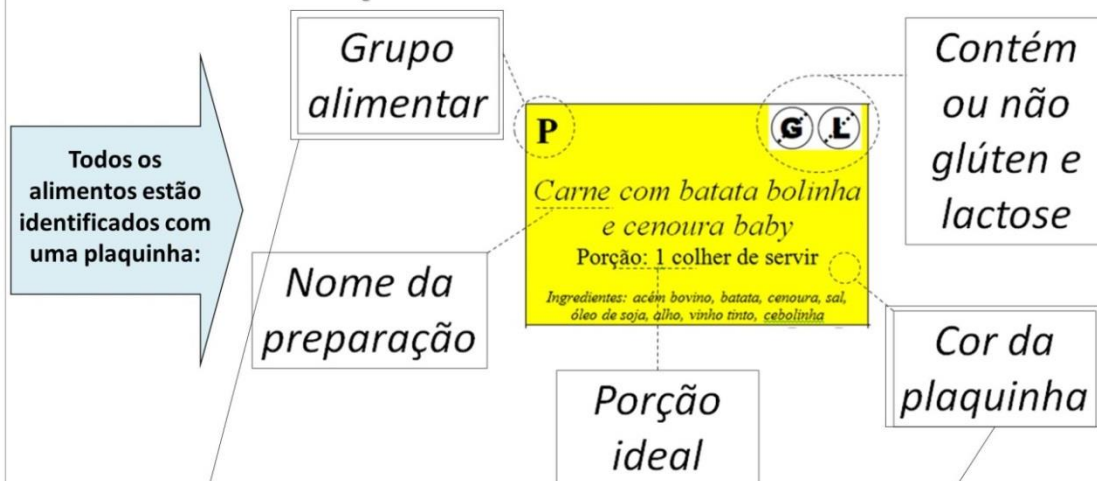 Grupo
alimentar
Contém
ou não
glúten e
lactose
Todos os
alimentos estão
identificados com
uma plaquinha:
P
G L
Carne com batata bolinha
e cenoura baby
Porção: 1 colher de servir
Ingredientes: acém bovino, batata, cenoura, sal,
óleo de soja, alho, vinho tinto, cebolinha
Nome da
preparação
Porção
ideal
Cor da
plaquinha